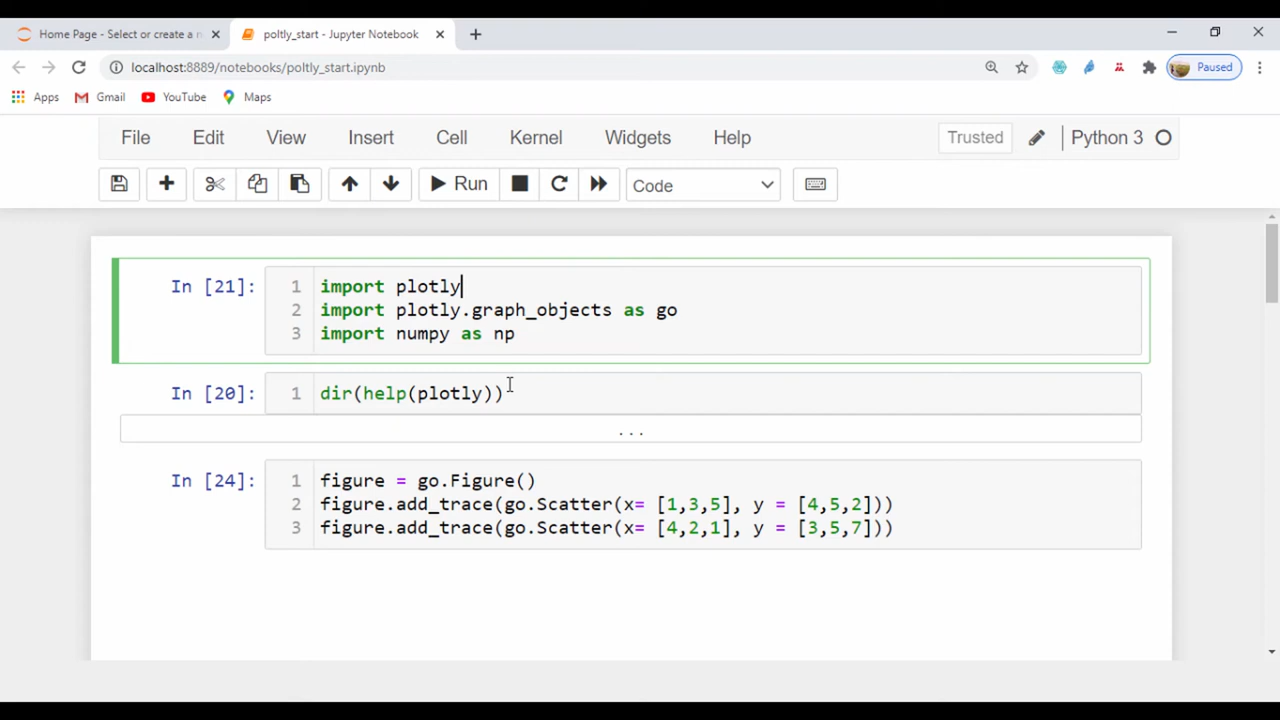 Home Page - Select or create a n
poltly_start - Jupyter Notebook
localhost:8889/notebooks/poltly_start.ipynb
Paused
Apps Gmail YouTube Maps
File Edit View Insert Cell Kernel Widgets Help Trusted Python 3
Run Code
In [21]:
1 import plotly
2 import plotly.graph_objects as go
3 import numpy as np
In [20]:
1 dir(help(plotly))
...
In [24]:
1 figure = go.Figure()
2 figure.add_trace(go.Scatter(x= [1,3,5], y = [4,5,2]))
3 figure.add_trace(go.Scatter(x= [4,2,1], y = [3,5,7]))